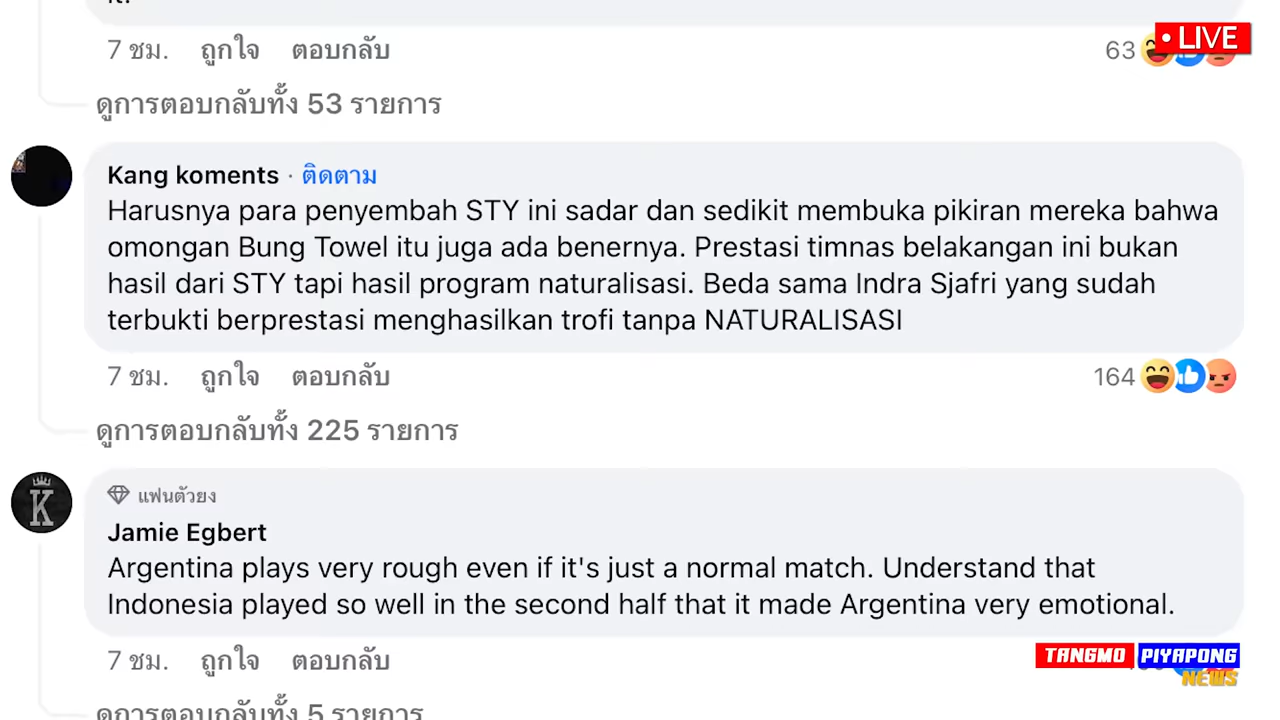 7 ชม. ถูกใจ ตอบกลับ 63
• LIVE
ดูการตอบกลับทั้ง 53 รายการ
Kang koments · ติดตาม
Harusnya para penyembah STY ini sadar dan sedikit membuka pikiran mereka bahwa
omongan Bung Towel itu juga ada benernya. Prestasi timnas belakangan ini bukan
hasil dari STY tapi hasil program naturalisasi. Beda sama Indra Sjafri yang sudah
terbukti berprestasi menghasilkan trofi tanpa NATURALISASI
7 ชม. ถูกใจ ตอบกลับ 164
ดูการตอบกลับทั้ง 225 รายการ
K
แฟนตัวยง
Jamie Egbert
Argentina plays very rough even if it's just a normal match. Understand that
Indonesia played so well in the second half that it made Argentina very emotional.
7 ชม. ถูกใจ ตอบกลับ
TANGMO PIYAPONG
NEWS
ดูการตอบกลับทั้ง 5 รายการ